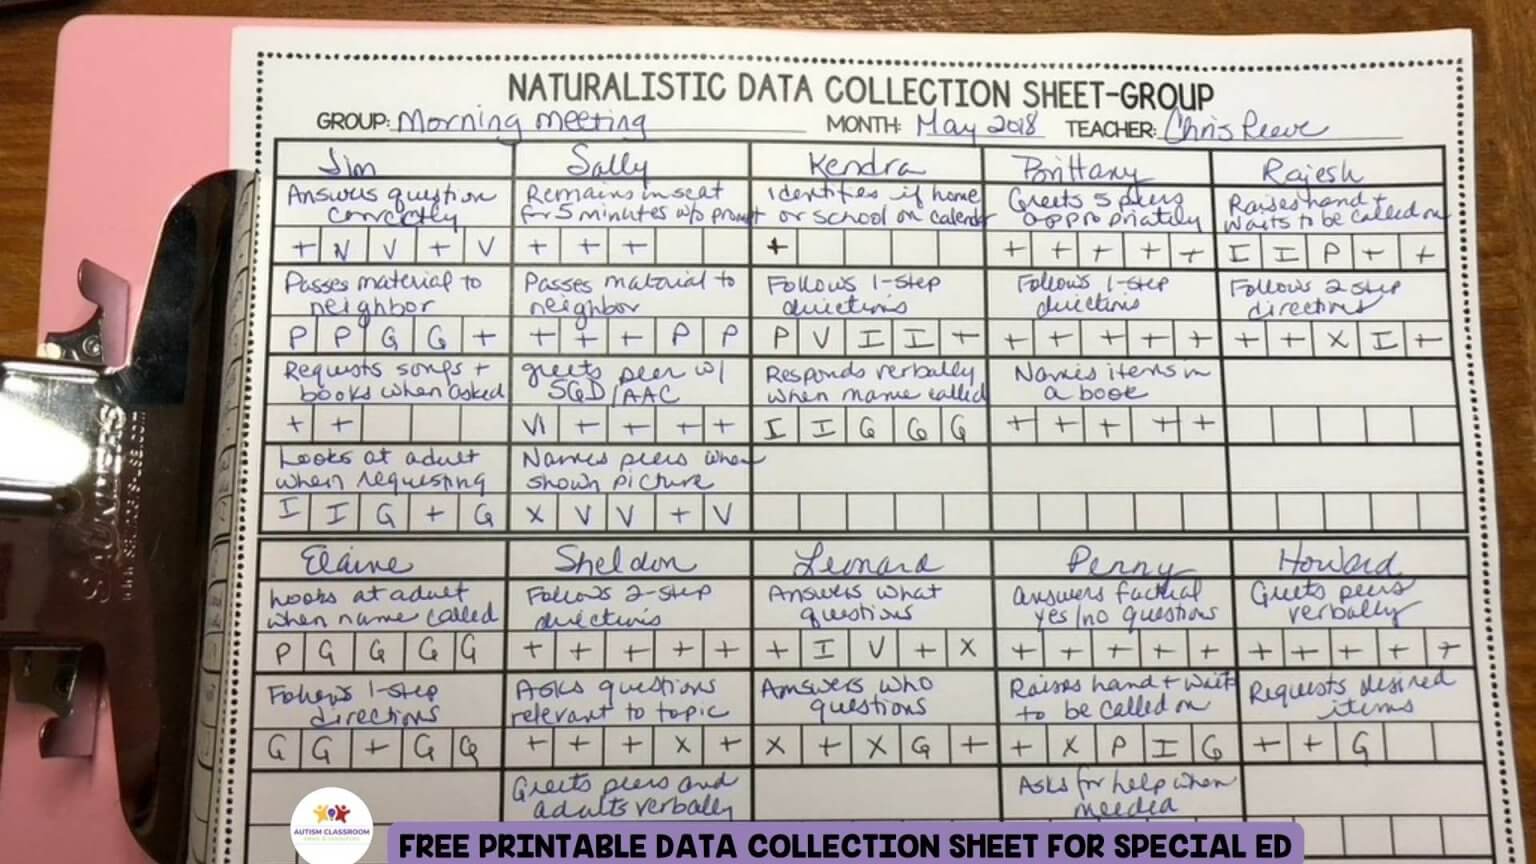 NATURALISTIC DATA COLLECTION SHEET-GROUP
GROUP: Morning meeting MONTH: May 2018 TEACHER: Chris Reeve
Jim Sally Kendra Brittany Rajesh
Answers question Remains in seat Identifies if home Greets 5 peers Raises hand +
correctly for 5 minutes w/o prompt or school on calendar appropriately waits to be called on
+ N V + V + + + + + + + + + I I P + +
Passes material to Passes material to Follows 1-step Follows 1-step Follows 2 step
neighbor neighbor directions directions directions
P P G G + + + + P P P V I I + + + + + + + + X I +
Requests songs + greets peer w/ Responds verbally Names items in
books when asked SGD/AAC when name called a book
+ + VI + + + + I I G G G + + + + +
Looks at adult Names peers when
when requesting shown picture
I I G + G X V V + V
Elaine Sheldon Leonard Penny Howard
Looks at adult Follows 2-step Answers what Answers factual Greets peers
when name called directions questions yes/no questions verbally
P G G G G + + + + + + I V + X + + + + + + + + + +
Follows 1-step Asks questions Answers who Raises hand + waits Requests desired
directions relevant to topic questions to be called on items
G G + G G + + + X + X + X G + + X P I G + + G
Greets peers and Asks for help when
adults verbally needed
SAUNDERS
AUTISM CLASSROOM
FREE PRINTABLE DATA COLLECTION SHEET FOR SPECIAL ED